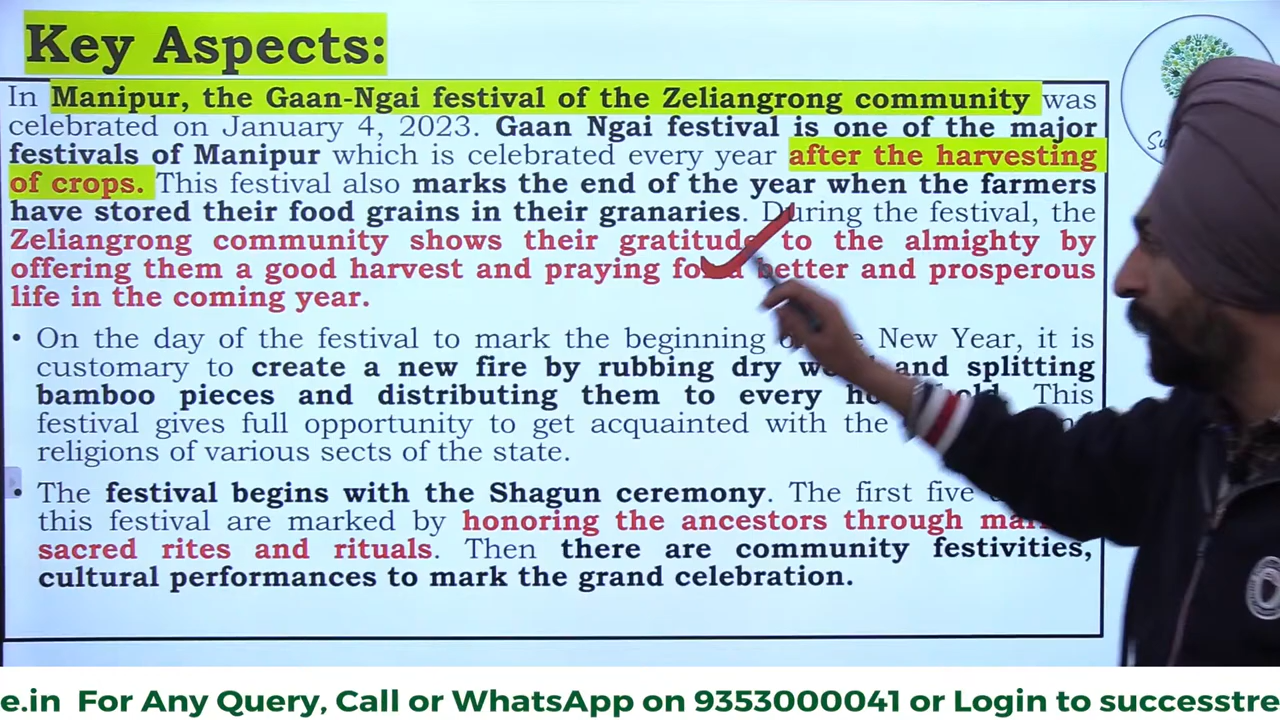 Key Aspects:
In Manipur, the Gaan-Ngai festival of the Zeliangrong community was
celebrated on January 4, 2023. Gaan Ngai festival is one of the major
festivals of Manipur which is celebrated every year after the harvesting
of crops. This festival also marks the end of the year when the farmers
have stored their food grains in their granaries. During the festival, the
Zeliangrong community shows their gratitude to the almighty by
offering them a good harvest and praying for a better and prosperous
life in the coming year.
• On the day of the festival to mark the beginning New Year, it is
customary to create a new fire by rubbing dry and splitting
bamboo pieces and distributing them to every household. This
festival gives full opportunity to get acquainted with the
religions of various sects of the state.
• The festival begins with the Shagun ceremony. The first five
this festival are marked by honoring the ancestors through
sacred rites and rituals. Then there are community festivities,
cultural performances to mark the grand celebration.
e.in For Any Query, Call or WhatsApp on 9353000041 or Login to successtre